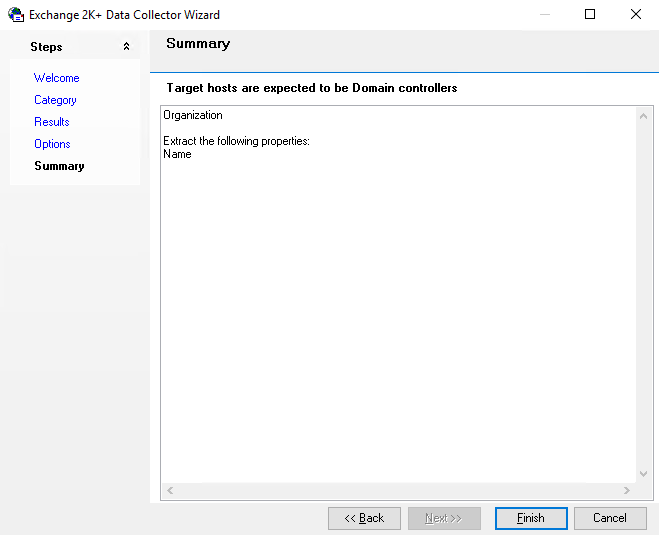 Exchange 2K+ Data Collector Wizard
Steps
Welcome
Category
Results
Options
Summary
Summary
Target hosts are expected to be Domain controllers
Organization
Extract the following properties:
Name
<< Back
Next >>
Finish
Cancel